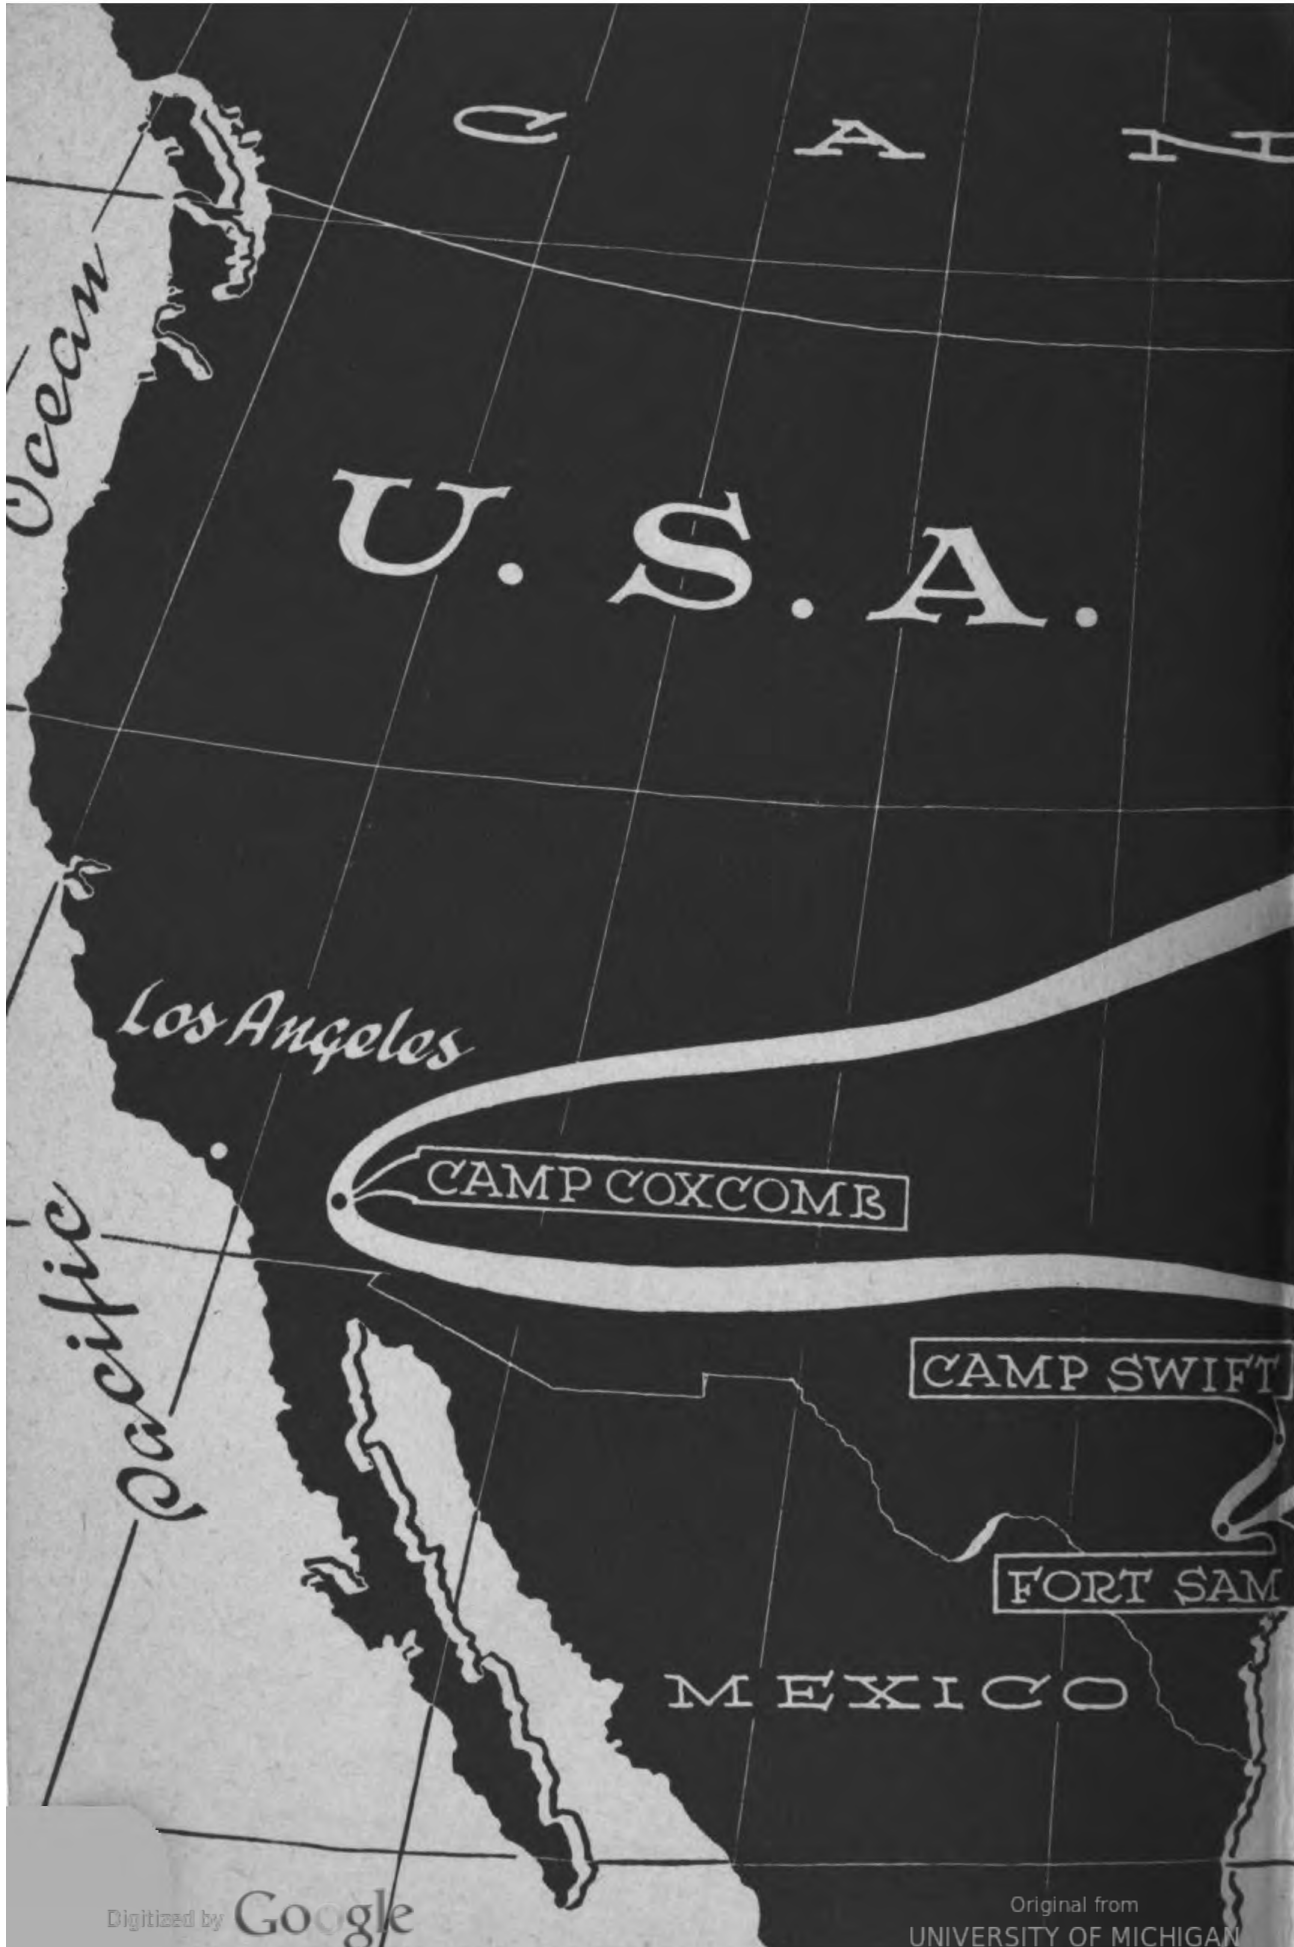 C A N
Ocean
U. S. A.
Los Angeles
CAMP COXCOMB
Pacific
CAMP SWIFT
FORT SAM
MEXICO
Digitized by Google
Original from
UNIVERSITY OF MICHIGAN